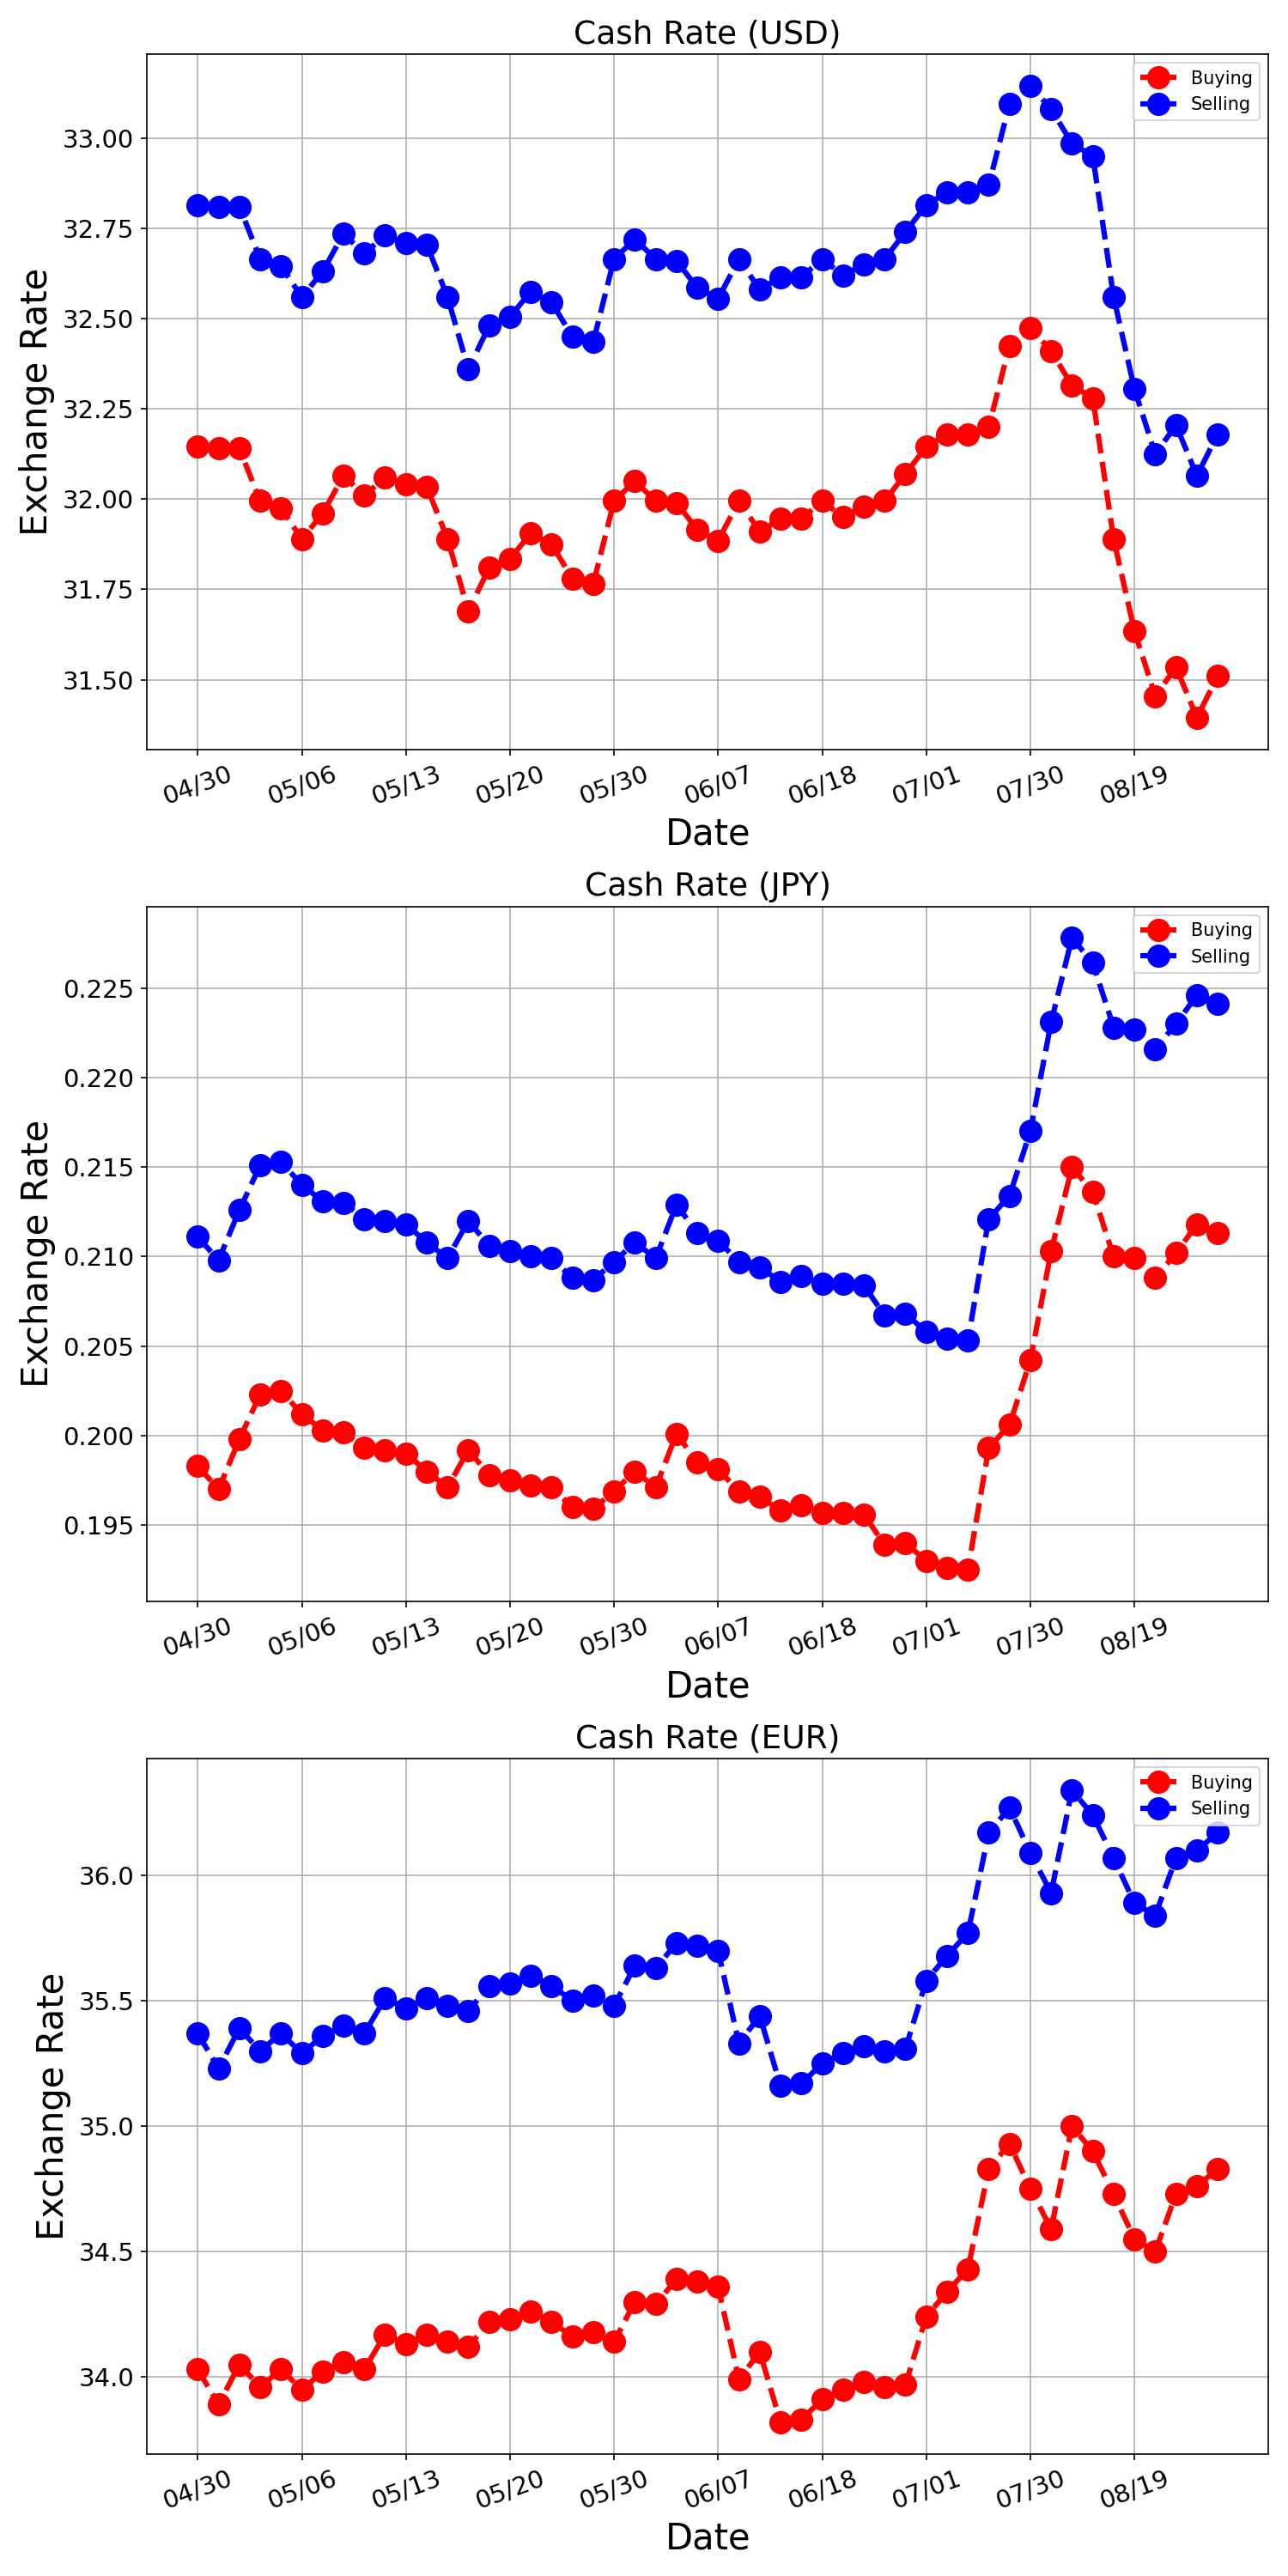 Cash Rate (USD)
Buying
Selling
33.00
32.75
32.50
32.25
32.00
31.75
31.50
Exchange Rate
04/30 05/06 05/13 05/20 05/30 06/07 06/18 07/01 07/30 08/19
Date
Cash Rate (JPY)
Buying
Selling
0.225
0.220
0.215
0.210
0.205
0.200
0.195
Exchange Rate
04/30 05/06 05/13 05/20 05/30 06/07 06/18 07/01 07/30 08/19
Date
Cash Rate (EUR)
Buying
Selling
36.0
35.5
35.0
34.5
34.0
Exchange Rate
04/30 05/06 05/13 05/20 05/30 06/07 06/18 07/01 07/30 08/19
Date